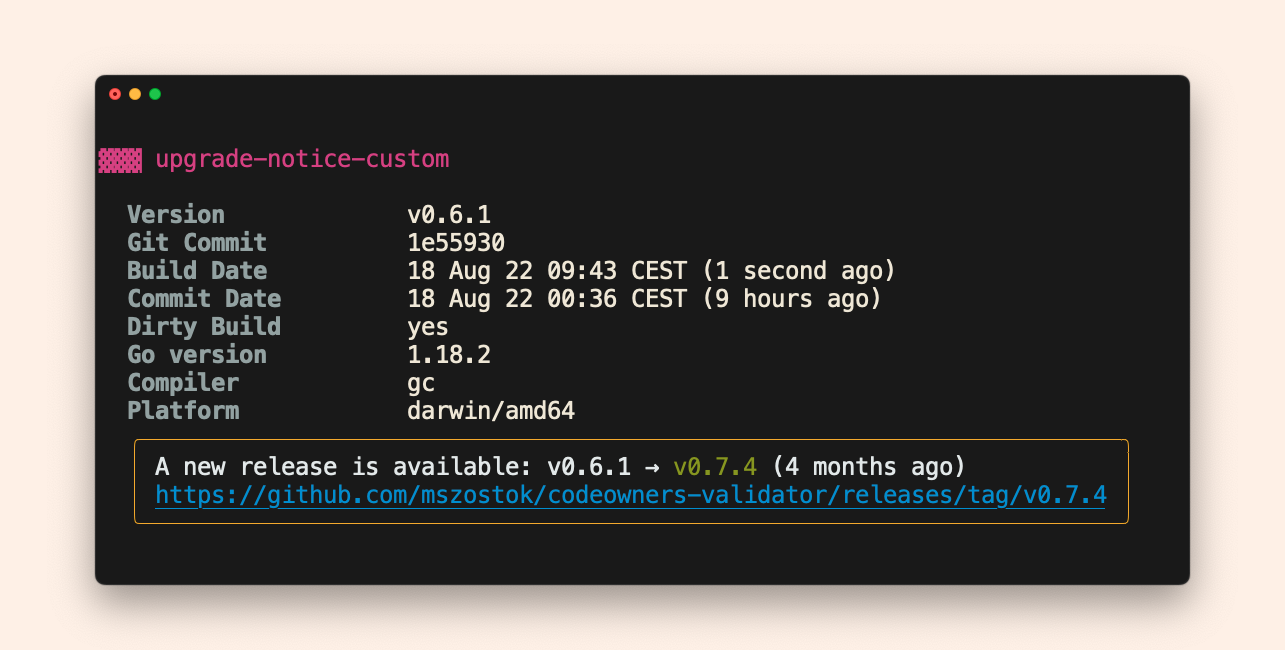 upgrade-notice-custom
Version v0.6.1
Git Commit 1e55930
Build Date 18 Aug 22 09:43 CEST (1 second ago)
Commit Date 18 Aug 22 00:36 CEST (9 hours ago)
Dirty Build yes
Go version 1.18.2
Compiler gc
Platform darwin/amd64
A new release is available: v0.6.1 → v0.7.4 (4 months ago)
https://github.com/mszostok/codeowners-validator/releases/tag/v0.7.4